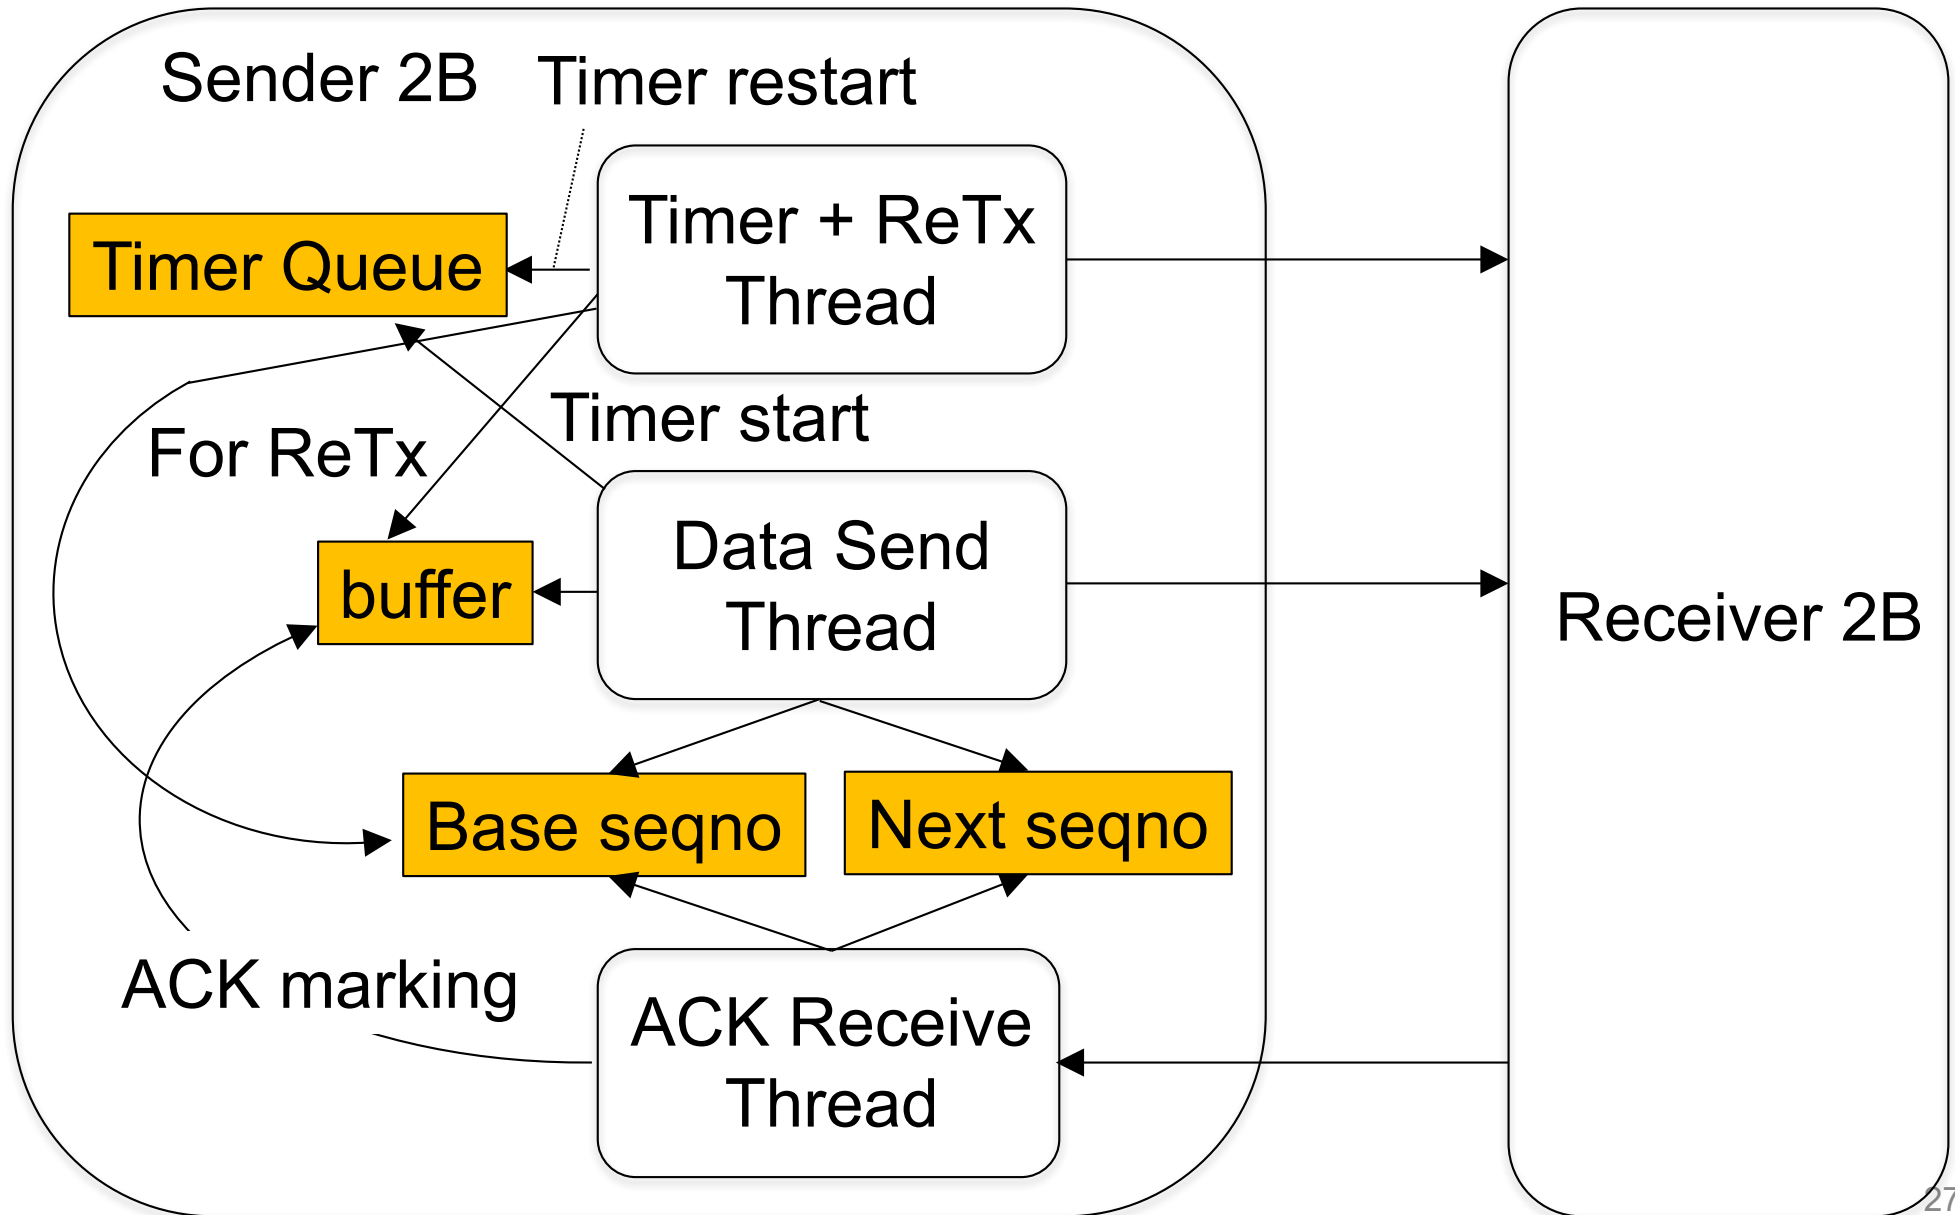 Sender 2B
Timer restart
Timer + ReTx
Thread
Timer Queue
Timer start
For ReTx
Data Send
Thread
buffer
Receiver 2B
Base seqno
Next seqno
ACK marking
ACK Receive
Thread
27